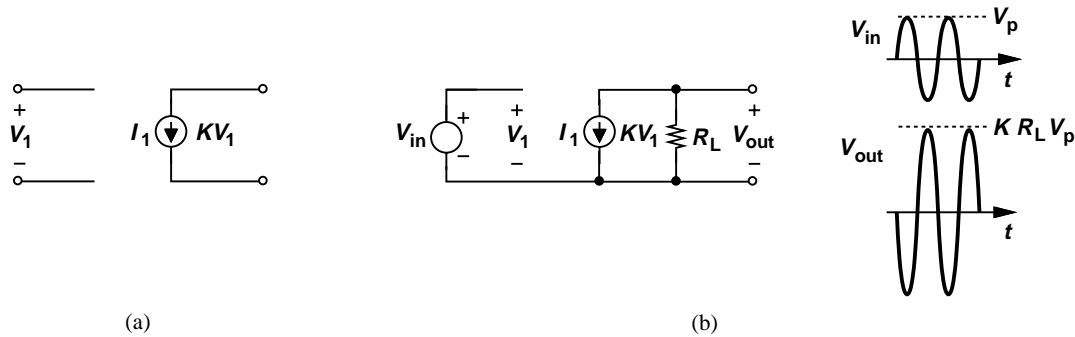 +
V1
−
I1
KV1
(a)
Vin
+
−
+
V1
−
I1
KV1
RL
+
Vout
−
(b)
Vin
Vp
t
Vout
K RL Vp
t